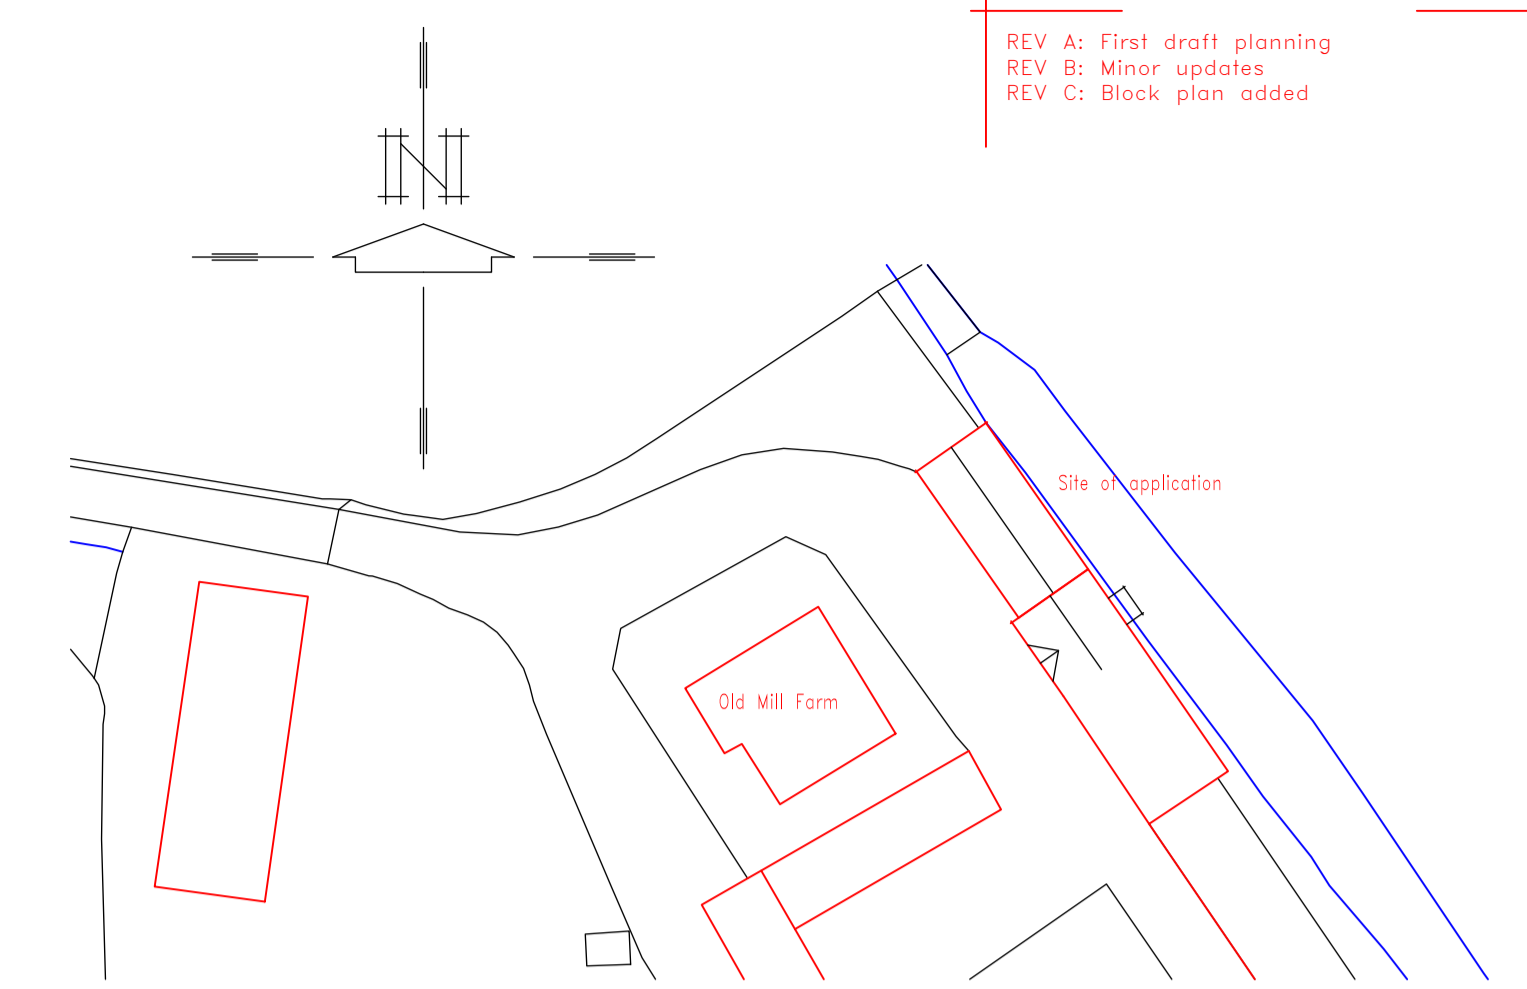 REV A: First draft planning
REV B: Minor updates
REV C: Block plan added
N
Site of application
Old Mill Farm